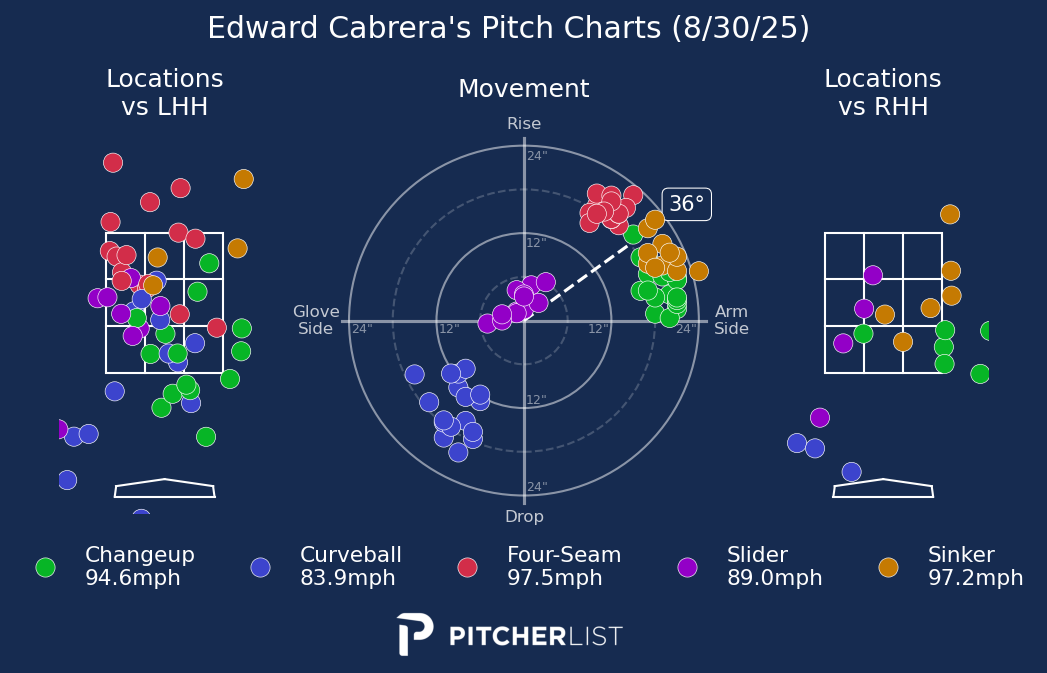 Edward Cabrera's Pitch Charts (8/30/25)
Locations
vs LHH
Movement
Locations
vs RHH
Rise
24"
36°
12"
Glove
Side
24"
12"
12"
24"
Arm
Side
12"
24"
Drop
Changeup
94.6mph
Curveball
83.9mph
Four-Seam
97.5mph
Slider
89.0mph
Sinker
97.2mph
PITCHERLIST